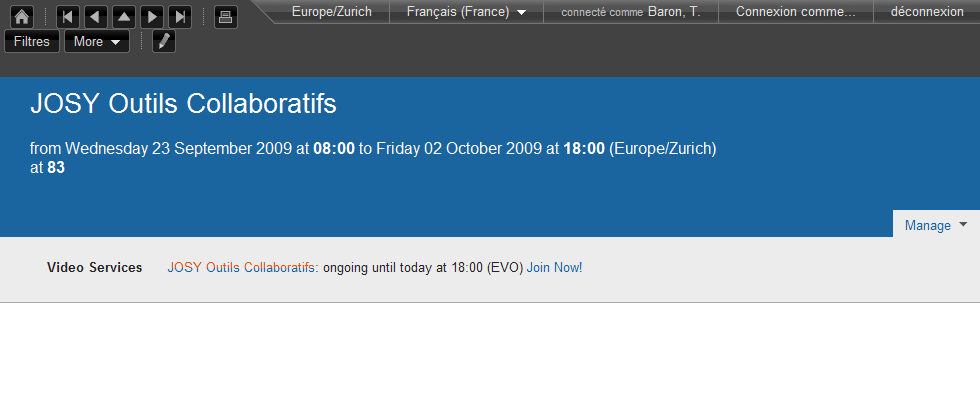 Europe/Zurich Français (France) connecté comme Baron, T. Connexion comme... déconnexion
Filtres More
JOSY Outils Collaboratifs
from Wednesday 23 September 2009 at 08:00 to Friday 02 October 2009 at 18:00 (Europe/Zurich)
at 83
Manage
Video Services JOSY Outils Collaboratifs: ongoing until today at 18:00 (EVO) Join Now!